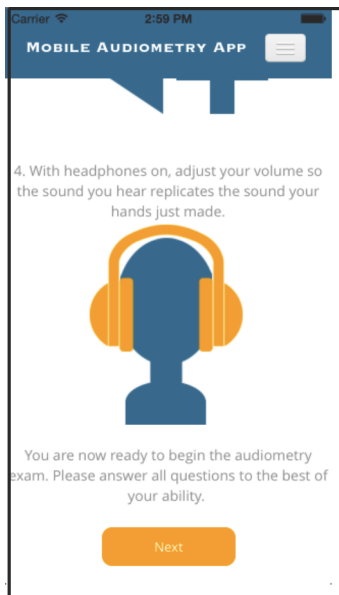 Carrier 2:59 PM
MOBILE AUDIOMETRY APP
4. With headphones on, adjust your volume so
the sound you hear replicates the sound your
hands just made.
You are now ready to begin the audiometry
exam. Please answer all questions to the best of
your ability.
Next